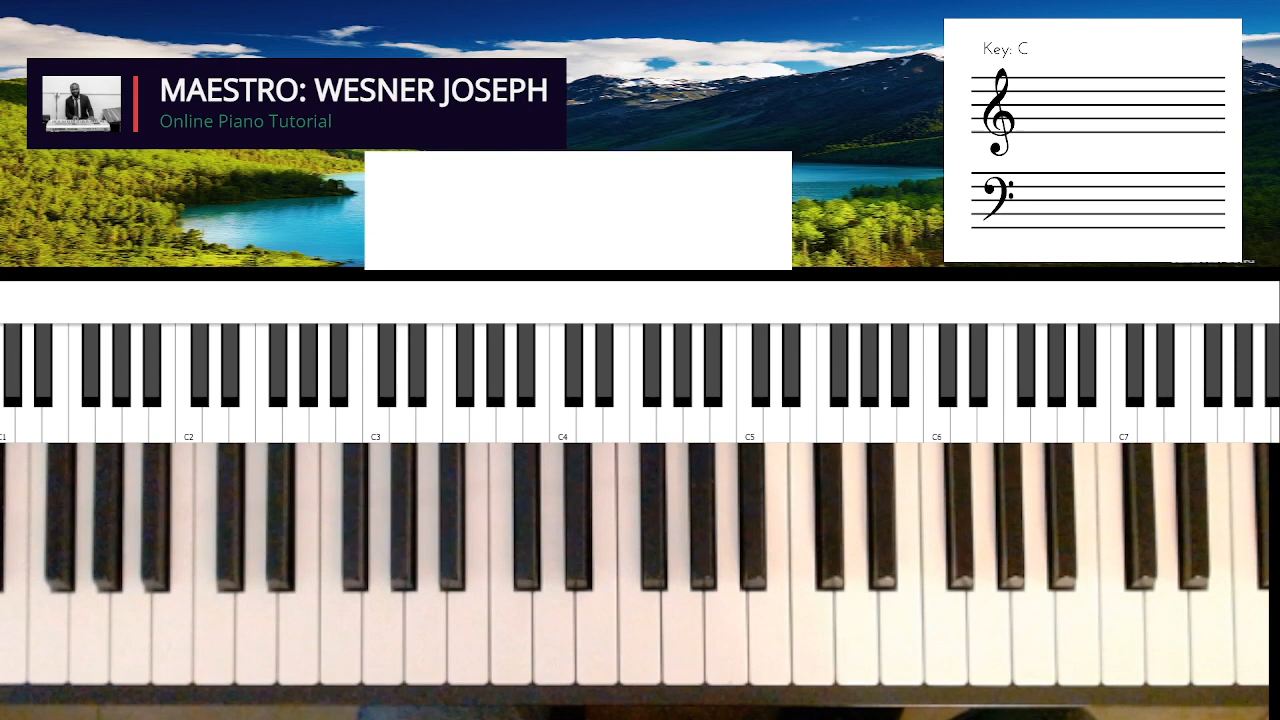 MAESTRO: WESNER JOSEPH
Online Piano Tutorial
Key: C
C1
C2
C3
C4
C5
C6
C7